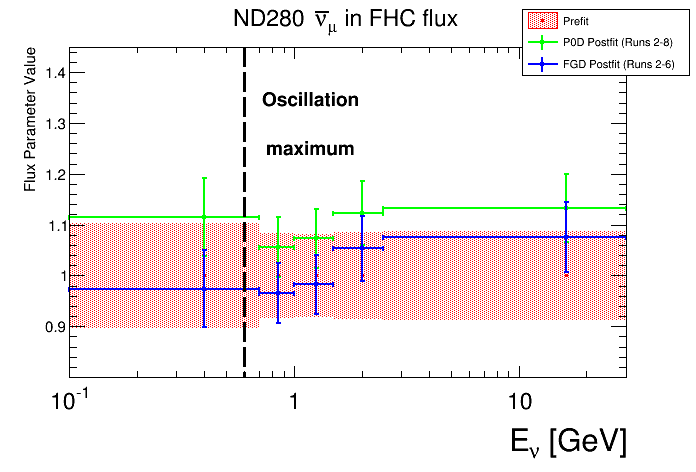 ND280 ν̅μ in FHC flux
Prefit
P0D Postfit (Runs 2-8)
FGD Postfit (Runs 2-6)
Flux Parameter Value
1.4
1.3
1.2
1.1
1
0.9
Oscillation
maximum
10⁻¹
1
10
Eν [GeV]